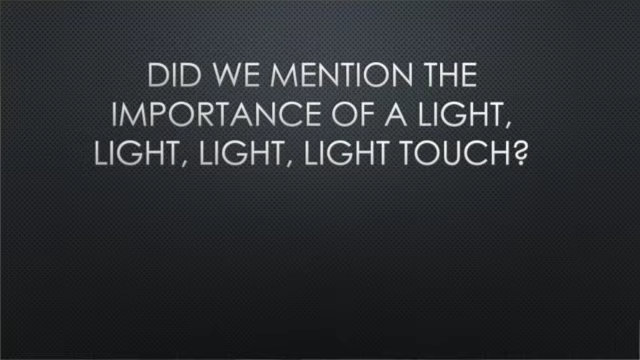 DID WE MENTION THE
IMPORTANCE OF A LIGHT,
LIGHT, LIGHT, LIGHT TOUCH?